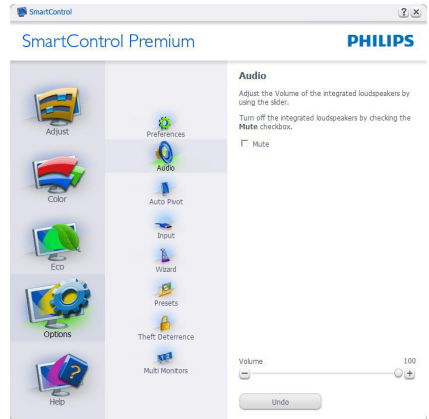 SmartControl
? ×
SmartControl Premium
PHILIPS
Adjust
Color
Eco
Options
Help
Preferences
Audio
Auto Pivot
Input
Wizard
Presets
Theft Deterrence
Multi Monitors
Audio
Adjust the Volume of the integrated loudspeakers by
using the slider.
Turn off the integrated loudspeakers by checking the
Mute checkbox.
Mute
Volume 100
Undo